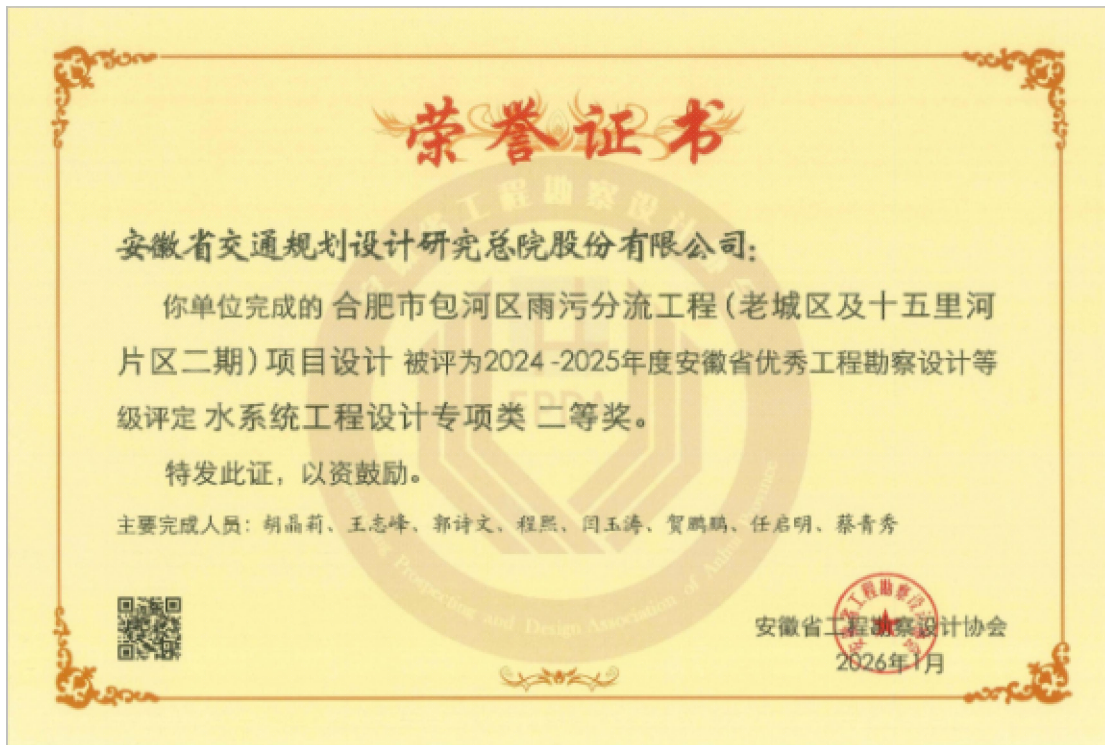 荣誉证书
安徽省交通规划设计研究总院股份有限公司：
你单位完成的 合肥市包河区雨污分流工程(老城区及十五里河
片区二期)项目设计 被评为2024-2025年度安徽省优秀工程勘察设计等
级评定 水系统工程设计专项类 二等奖。
特发此证，以资鼓励。
主要完成人员：胡晶莉、王志峰、郭诗文、程熙、闫玉涛、贺鹏鹏、任启明、蔡青秀
安徽省工程勘察设计协会
2026年1月